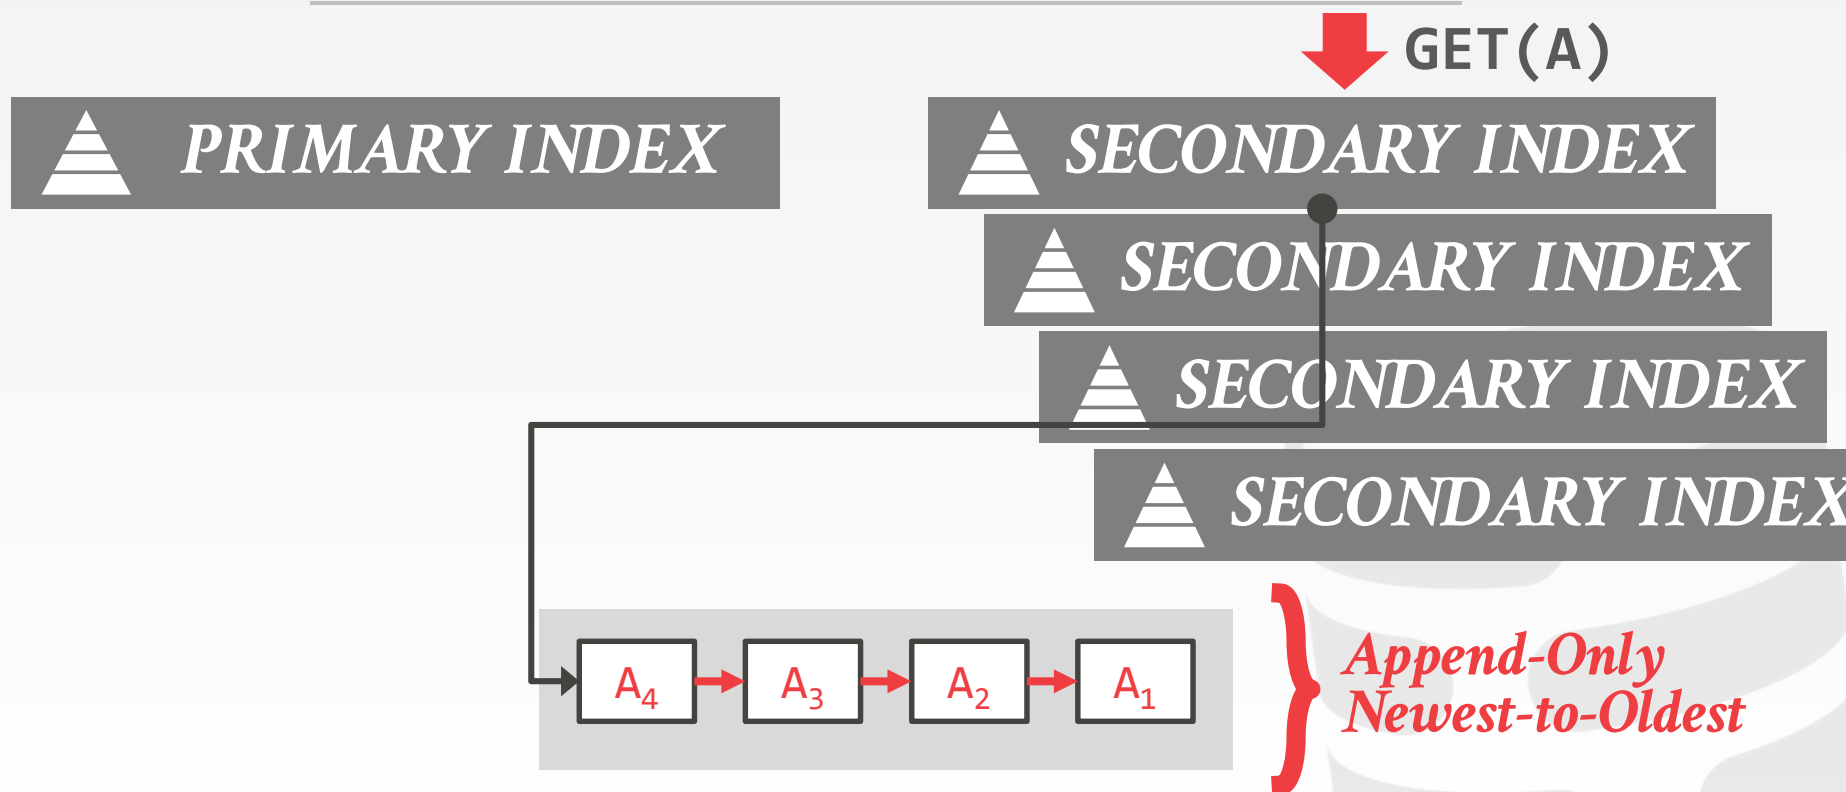 GET(A)
PRIMARY INDEX
SECONDARY INDEX
SECONDARY INDEX
SECONDARY INDEX
SECONDARY INDEX
A₄
A₃
A₂
A₁
Append-Only
Newest-to-Oldest